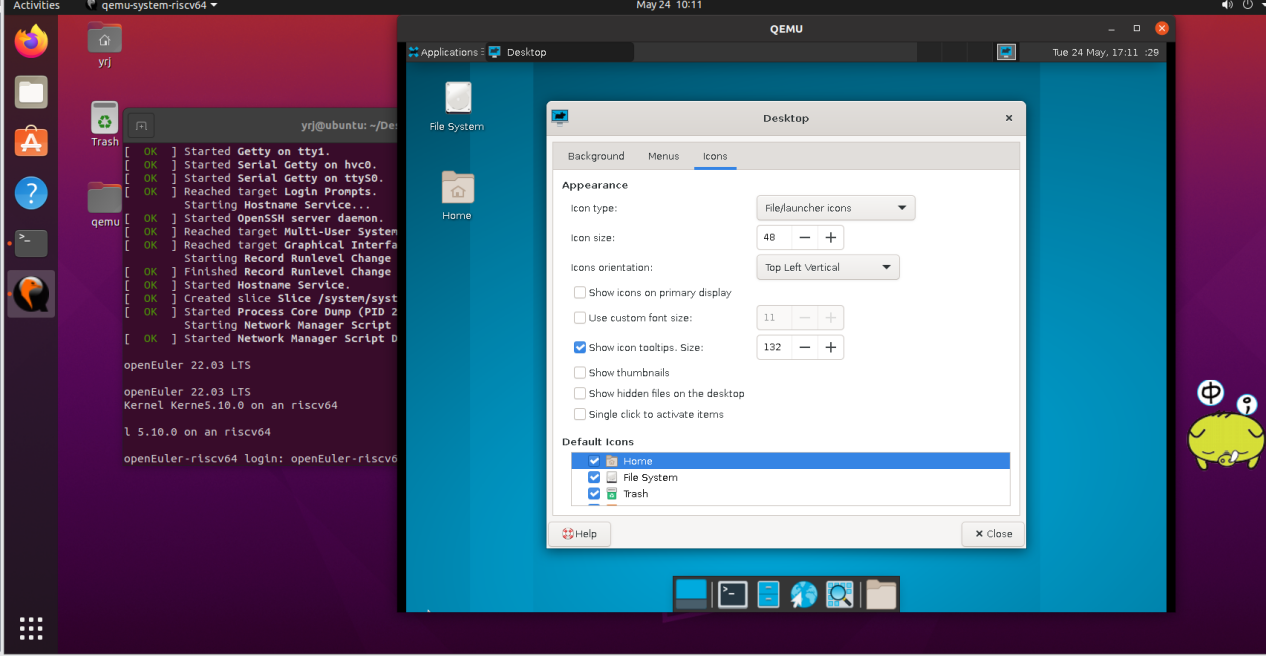 Activities
qemu-system-riscv64
May 24 10:11
yrj
Trash
qemu
yrj@ubuntu: ~/De
[ OK ] Started Getty on tty1.
[ OK ] Started Serial Getty on hvc0.
[ OK ] Started Serial Getty on ttyS0.
[ OK ] Reached target Login Prompts.
Starting Hostname Service...
[ OK ] Started OpenSSH server daemon.
[ OK ] Reached target Multi-User System
[ OK ] Reached target Graphical Interfa
Starting Record Runlevel Change
[ OK ] Finished Record Runlevel Change
[ OK ] Started Hostname Service.
[ OK ] Created slice Slice /system/syst
[ OK ] Started Process Core Dump (PID 2
Starting Network Manager Script
[ OK ] Started Network Manager Script D
openEuler 22.03 LTS
openEuler 22.03 LTS
Kernel Kerne5.10.0 on an riscv64
l 5.10.0 on an riscv64
openEuler-riscv64 login: openEuler-riscv6
QEMU
Applications
Desktop
Tue 24 May, 17:11 :29
File System
Home
Desktop
Background
Menus
Icons
Appearance
Icon type:
File/launcher icons
Icon size:
48
Icons orientation:
Top Left Vertical
Show icons on primary display
Use custom font size:
11
Show icon tooltips. Size:
132
Show thumbnails
Show hidden files on the desktop
Single click to activate items
Default Icons
Home
File System
Trash
Help
Close
中